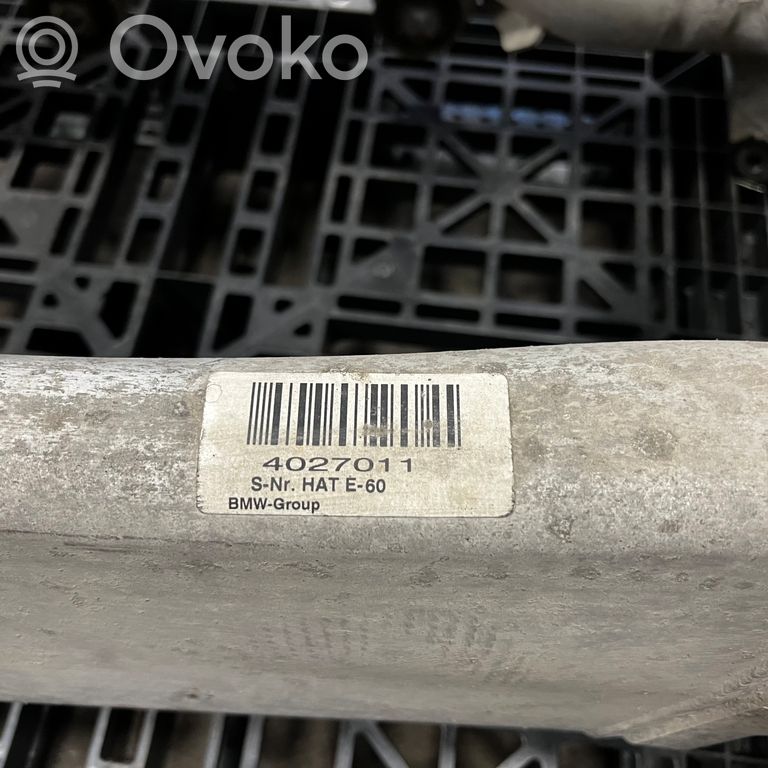 Ovoko
4027011
S-Nr. HAT E-60
BMW-Group